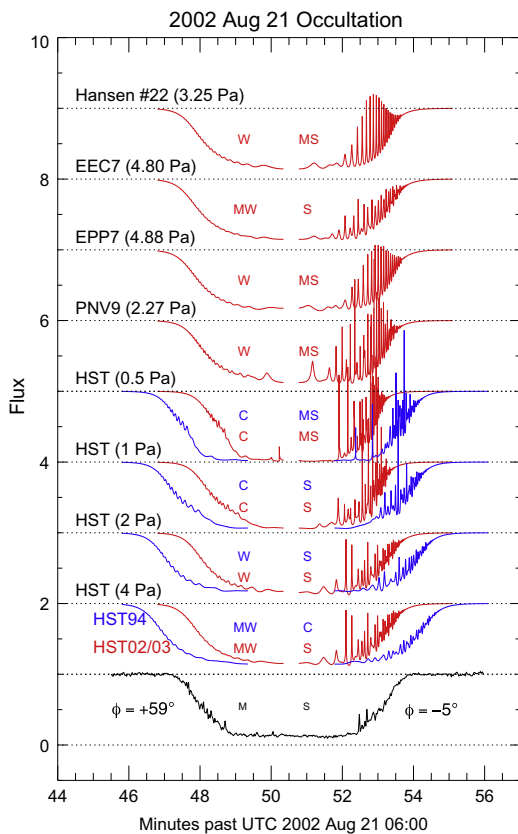 2002 Aug 21 Occultation
10
Hansen #22 (3.25 Pa)
W MS
EEC7 (4.80 Pa)
8
MW S
EPP7 (4.88 Pa)
W MS
PNV9 (2.27 Pa)
6
W MS
HST (0.5 Pa)
Flux
C MS
C MS
HST (1 Pa)
4
C S
C S
HST (2 Pa)
W S
W S
HST (4 Pa)
2
HST94 MW C
HST02/03 MW S
ϕ = +59° M S ϕ = −5°
0
44 46 48 50 52 54 56
Minutes past UTC 2002 Aug 21 06:00